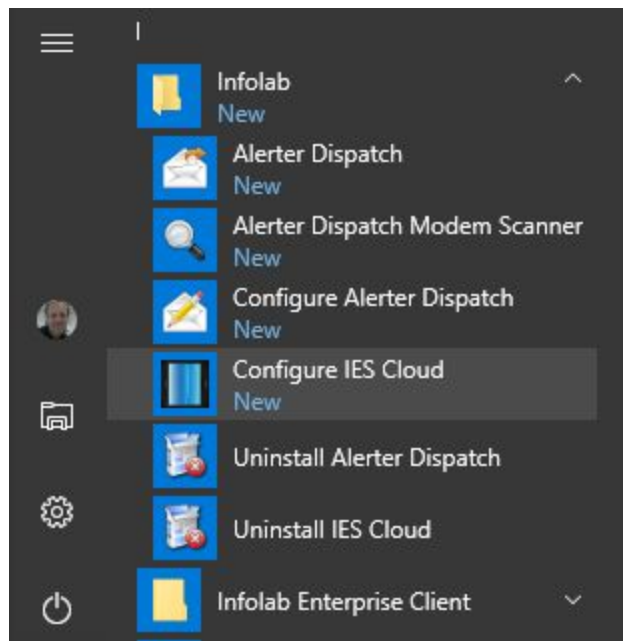 I
Infolab
New
Alerter Dispatch
New
Alerter Dispatch Modem Scanner
New
Configure Alerter Dispatch
New
Configure IES Cloud
New
Uninstall Alerter Dispatch
Uninstall IES Cloud
Infolab Enterprise Client